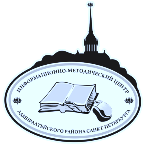 ИНФОРМАЦИОННО-МЕТОДИЧЕСКИЙ ЦЕНТР
АДМИРАЛТЕЙСКОГО РАЙОНА САНКТ-ПЕТЕРБУРГА